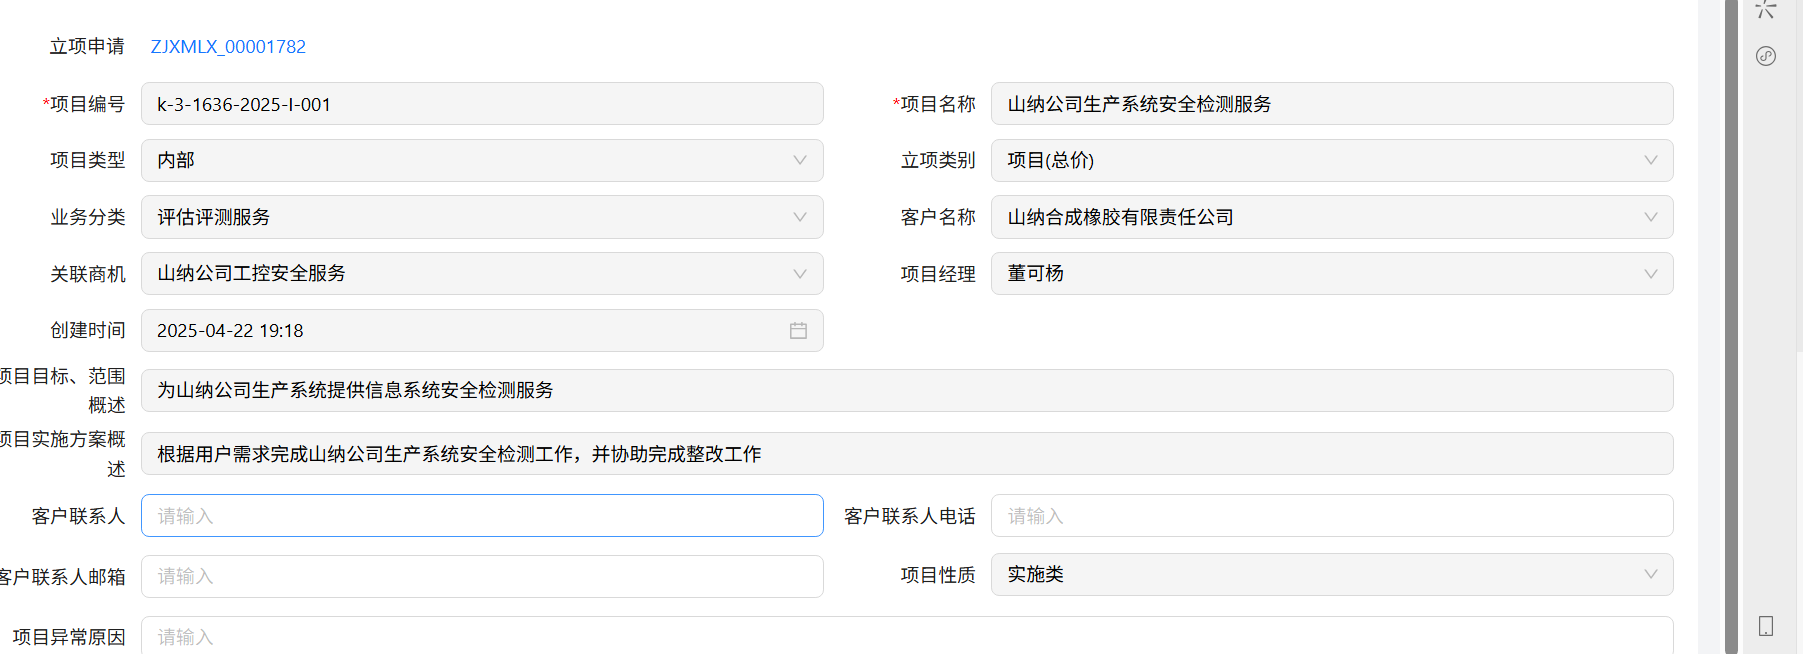 立项申请 ZJXMLX_00001782
*项目编号 k-3-1636-2025-I-001 *项目名称 山纳公司生产系统安全检测服务
项目类型 内部 立项类别 项目(总价)
业务分类 评估评测服务 客户名称 山纳合成橡胶有限责任公司
关联商机 山纳公司工控安全服务 项目经理 董可杨
创建时间 2025-04-22 19:18
项目目标、范围
概述 为山纳公司生产系统提供信息系统安全检测服务
项目实施方案概
述 根据用户需求完成山纳公司生产系统安全检测工作，并协助完成整改工作
客户联系人 请输入 客户联系人电话 请输入
客户联系人邮箱 请输入 项目性质 实施类
项目异常原因 请输入